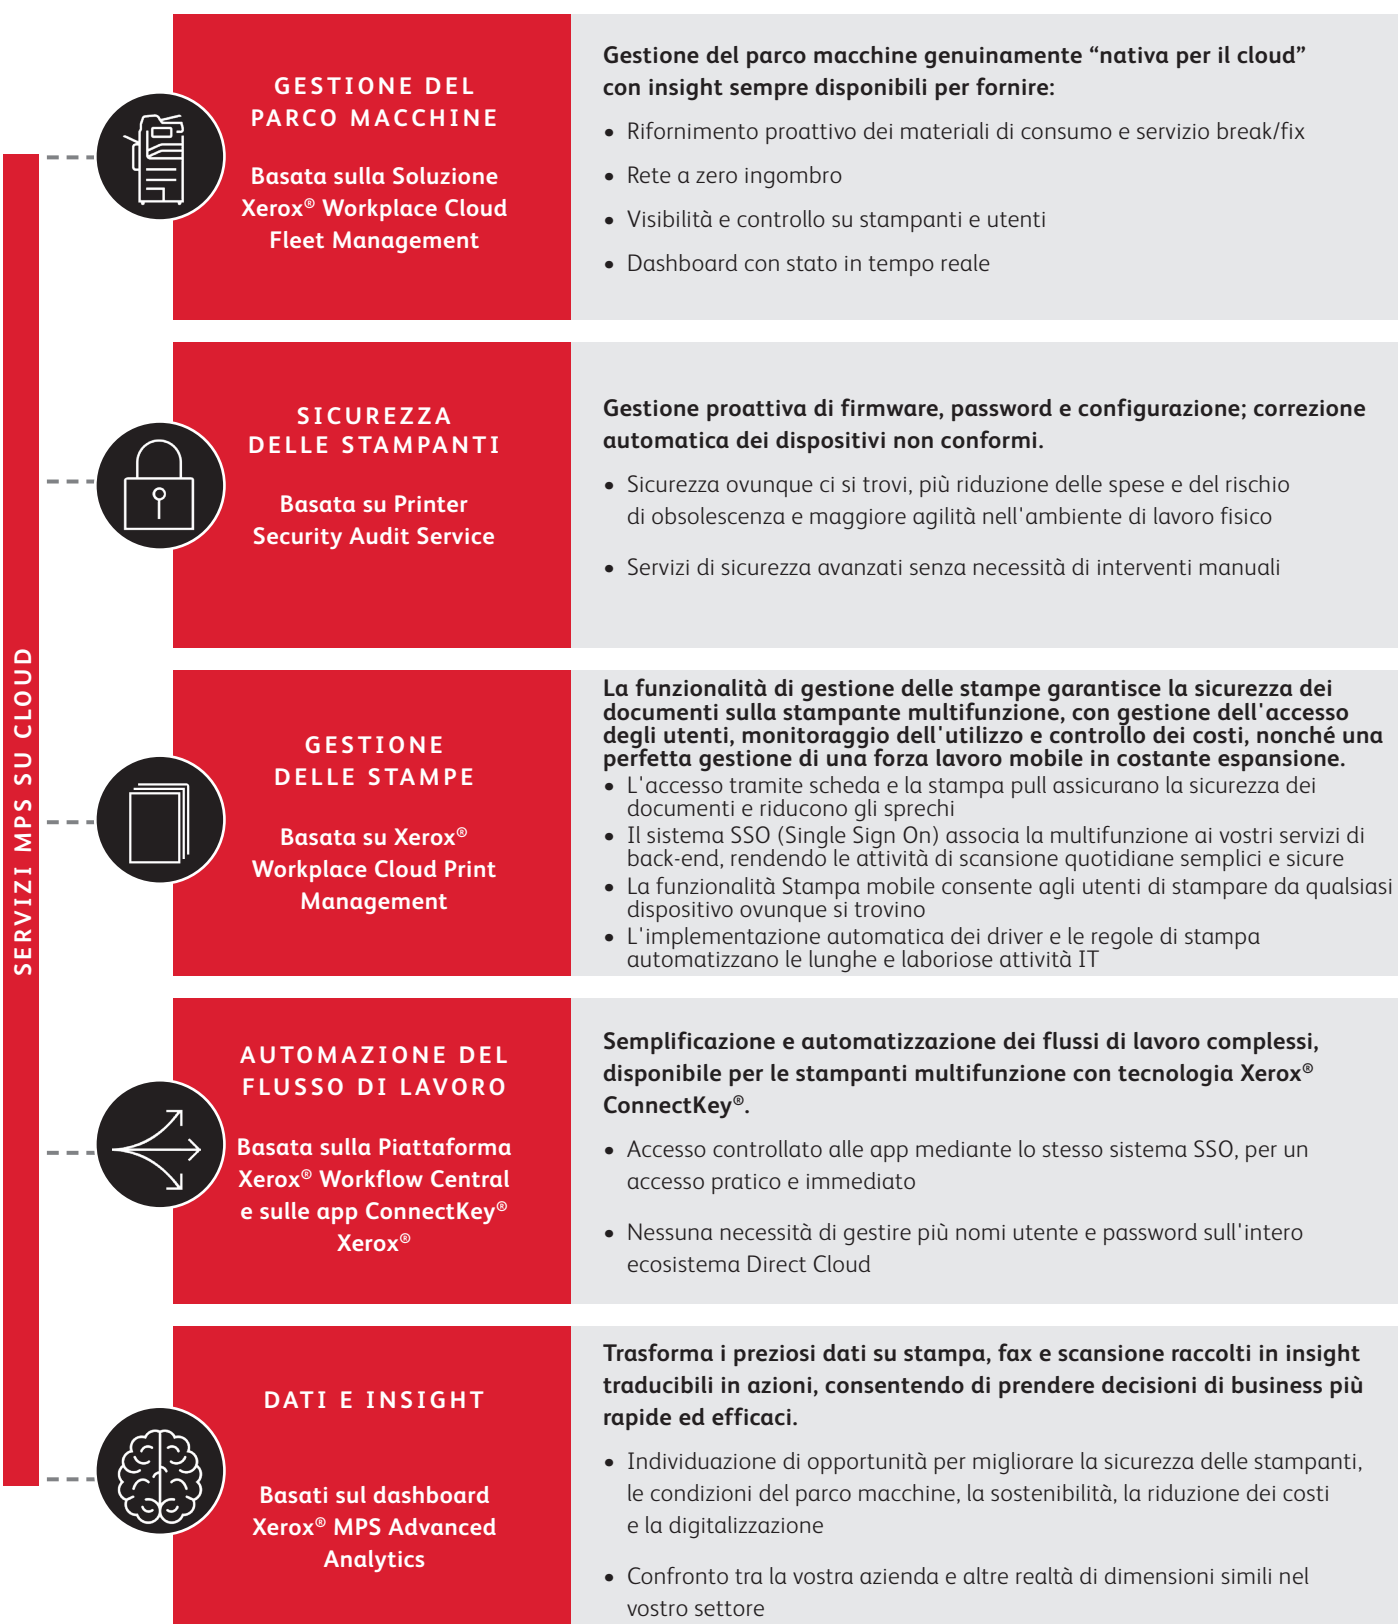 SERVIZI MPS SU CLOUD
GESTIONE DEL
PARCO MACCHINE
Basata sulla Soluzione
Xerox® Workplace Cloud
Fleet Management
Gestione del parco macchine genuinamente “nativa per il cloud”
con insight sempre disponibili per fornire:
• Rifornimento proattivo dei materiali di consumo e servizio break/fix
• Rete a zero ingombro
• Visibilità e controllo su stampanti e utenti
• Dashboard con stato in tempo reale
SICUREZZA
DELLE STAMPANTI
Basata su Printer
Security Audit Service
Gestione proattiva di firmware, password e configurazione; correzione
automatica dei dispositivi non conformi.
• Sicurezza ovunque ci si trovi, più riduzione delle spese e del rischio
di obsolescenza e maggiore agilità nell'ambiente di lavoro fisico
• Servizi di sicurezza avanzati senza necessità di interventi manuali
GESTIONE
DELLE STAMPE
Basata su Xerox®
Workplace Cloud Print
Management
La funzionalità di gestione delle stampe garantisce la sicurezza dei
documenti sulla stampante multifunzione, con gestione dell'accesso
degli utenti, monitoraggio dell'utilizzo e controllo dei costi, nonché una
perfetta gestione di una forza lavoro mobile in costante espansione.
• L'accesso tramite scheda e la stampa pull assicurano la sicurezza dei
documenti e riducono gli sprechi
• Il sistema SSO (Single Sign On) associa la multifunzione ai vostri servizi di
back-end, rendendo le attività di scansione quotidiane semplici e sicure
• La funzionalità Stampa mobile consente agli utenti di stampare da qualsiasi
dispositivo ovunque si trovino
• L'implementazione automatica dei driver e le regole di stampa
automatizzano le lunghe e laboriose attività IT
AUTOMAZIONE DEL
FLUSSO DI LAVORO
Basata sulla Piattaforma
Xerox® Workflow Central
e sulle app ConnectKey®
Xerox®
Semplificazione e automatizzazione dei flussi di lavoro complessi,
disponibile per le stampanti multifunzione con tecnologia Xerox®
ConnectKey®.
• Accesso controllato alle app mediante lo stesso sistema SSO, per un
accesso pratico e immediato
• Nessuna necessità di gestire più nomi utente e password sull'intero
ecosistema Direct Cloud
DATI E INSIGHT
Basati sul dashboard
Xerox® MPS Advanced
Analytics
Trasforma i preziosi dati su stampa, fax e scansione raccolti in insight
traducibili in azioni, consentendo di prendere decisioni di business più
rapide ed efficaci.
• Individuazione di opportunità per migliorare la sicurezza delle stampanti,
le condizioni del parco macchine, la sostenibilità, la riduzione dei costi
e la digitalizzazione
• Confronto tra la vostra azienda e altre realtà di dimensioni simili nel
vostro settore